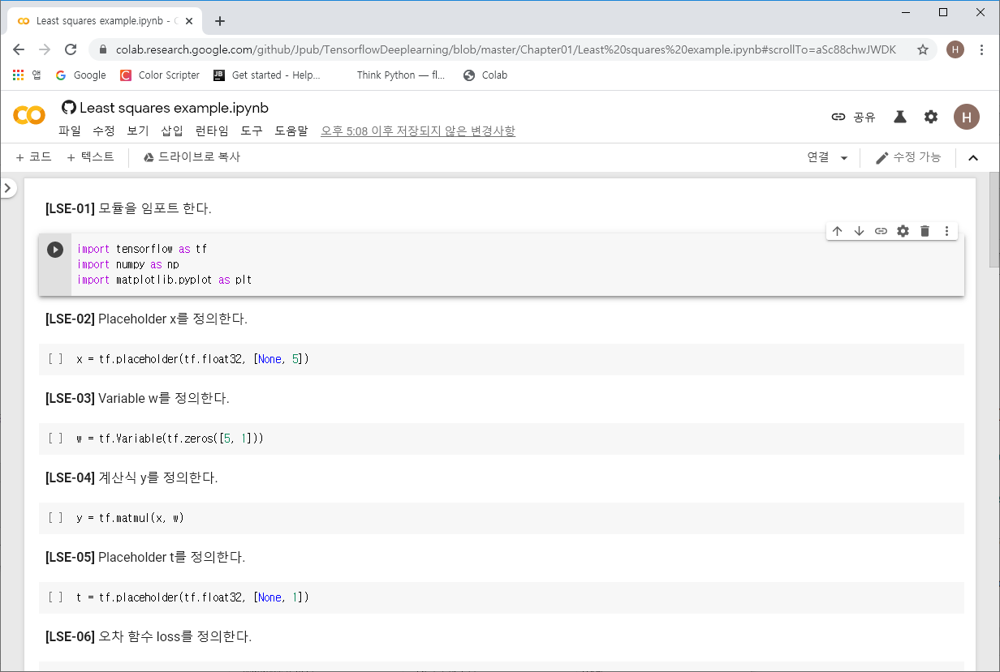 Least squares example.ipynb -
colab.research.google.com/github/Jpub/TensorflowDeeplearning/blob/master/Chapter01/Least%20squares%20example.ipynb#scrollTo=aSc88chwJWDK
H
앱 Google Color Scripter Get started - Help... Think Python — fl... Colab
Least squares example.ipynb
파일 수정 보기 삽입 런타임 도구 도움말 오후 5:08 이후 저장되지 않은 변경사항
공유 H
+ 코드 + 텍스트 드라이브로 복사 연결 수정 가능
[LSE-01] 모듈을 임포트 한다.
import tensorflow as tf
import numpy as np
import matplotlib.pyplot as plt
[LSE-02] Placeholder x를 정의한다.
[ ] x = tf.placeholder(tf.float32, [None, 5])
[LSE-03] Variable w를 정의한다.
[ ] w = tf.Variable(tf.zeros([5, 1]))
[LSE-04] 계산식 y를 정의한다.
[ ] y = tf.matmul(x, w)
[LSE-05] Placeholder t를 정의한다.
[ ] t = tf.placeholder(tf.float32, [None, 1])
[LSE-06] 오차 함수 loss를 정의한다.